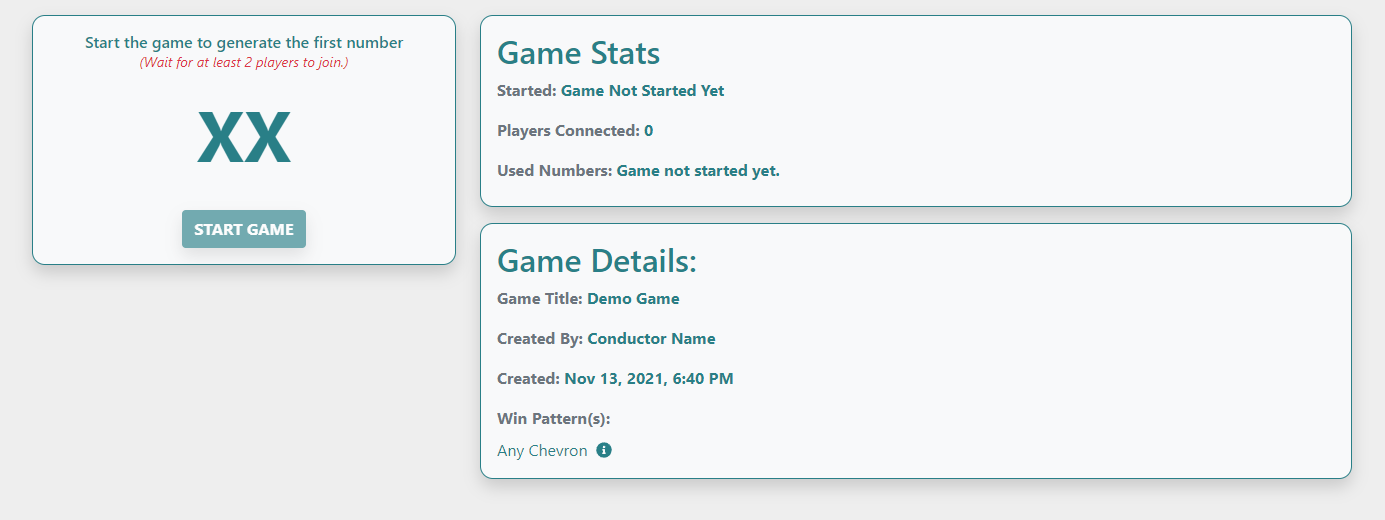 Start the game to generate the first number
(Wait for at least 2 players to join.)
XX
START GAME
Game Stats
Started: Game Not Started Yet
Players Connected: 0
Used Numbers: Game not started yet.
Game Details:
Game Title: Demo Game
Created By: Conductor Name
Created: Nov 13, 2021, 6:40 PM
Win Pattern(s):
Any Chevron